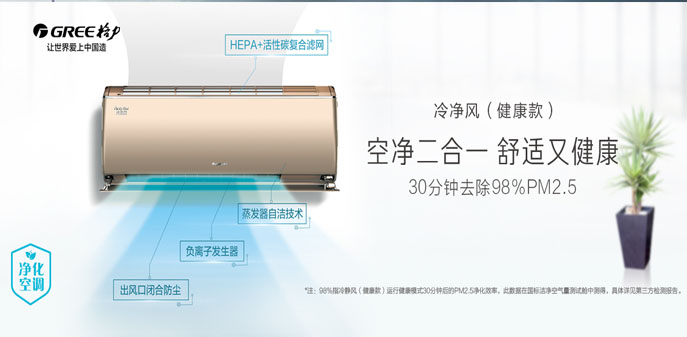 GREE 格力
让世界爱上中国造
HEPA+活性碳复合滤网
冷净风（健康款）
空净二合一 舒适又健康
30分钟去除98%PM2.5
蒸发器自洁技术
负离子发生器
出风口闭合防尘
净化
空调
*注：98%指冷静风（健康款）运行健康模式30分钟后的PM2.5净化效率，此数据在国标洁净空气量测试舱中测得，具体详见第三方检测报告。